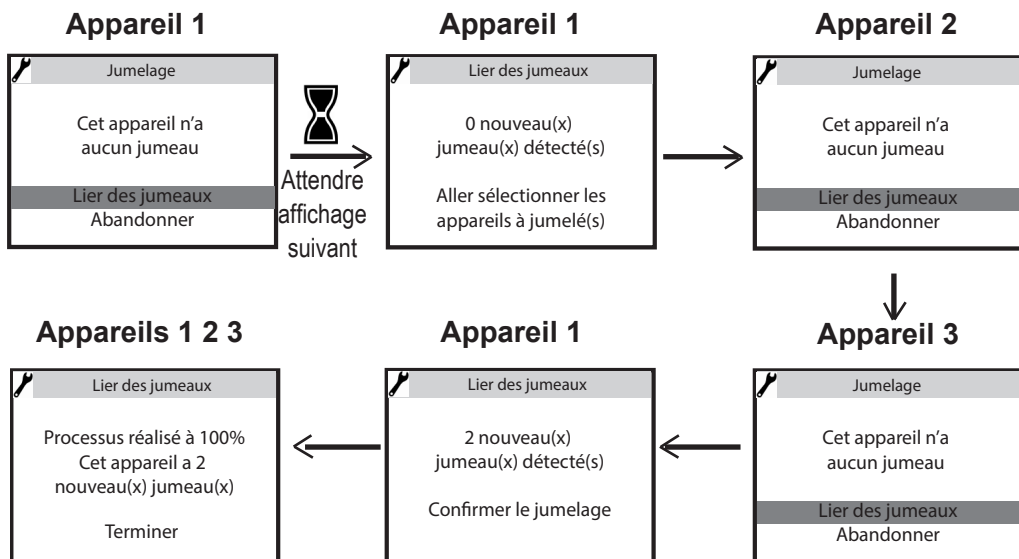 Appareil 1
Jumelage
Cet appareil n'a
aucun jumeau
Lier des jumeaux
Abandonner
Attendre
affichage
suivant
Appareil 1
Lier des jumeaux
0 nouveau(x)
jumeau(x) détecté(s)
Aller sélectionner les
appareils à jumelé(s)
Appareil 2
Jumelage
Cet appareil n'a
aucun jumeau
Lier des jumeaux
Abandonner
Appareil 3
Jumelage
Cet appareil n'a
aucun jumeau
Lier des jumeaux
Abandonner
Appareil 1
Lier des jumeaux
2 nouveau(x)
jumeau(x) détecté(s)
Confirmer le jumelage
Appareils 1 2 3
Lier des jumeaux
Processus réalisé à 100%
Cet appareil a 2
nouveau(x) jumeau(x)
Terminer